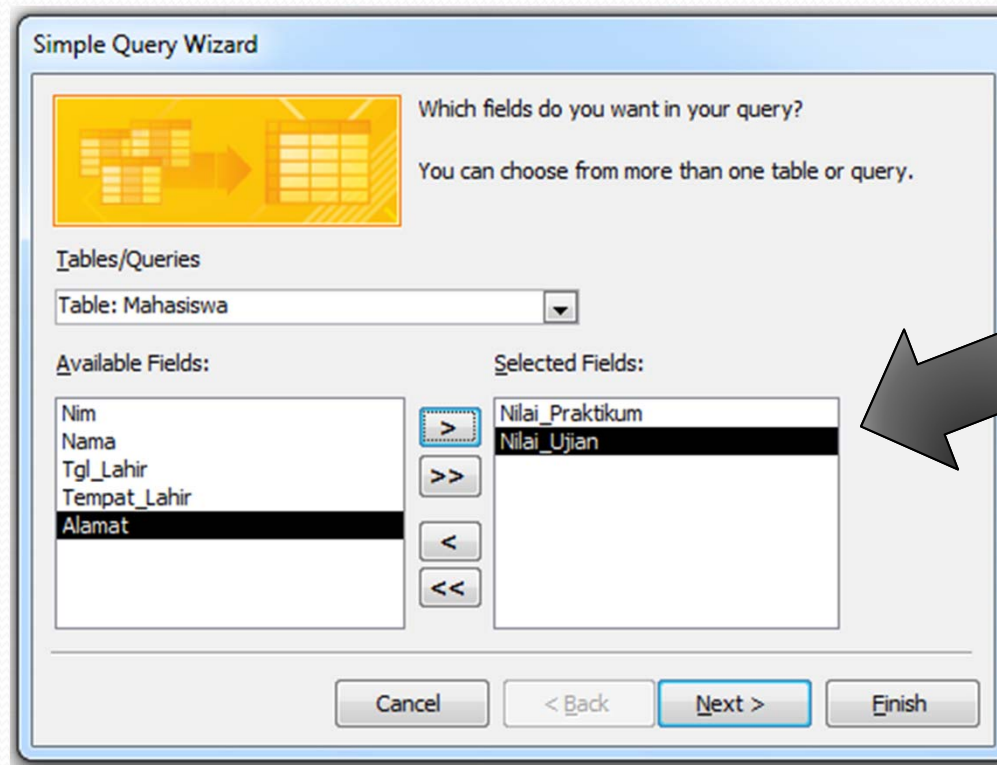 Simple Query Wizard
Which fields do you want in your query?
You can choose from more than one table or query.
Tables/Queries
Table: Mahasiswa
Available Fields:
Selected Fields:
Nim
Nama
Tgl_Lahir
Tempat_Lahir
Alamat
>
>>
<
<<
Nilai_Praktikum
Nilai_Ujian
Cancel
< Back
Next >
Finish